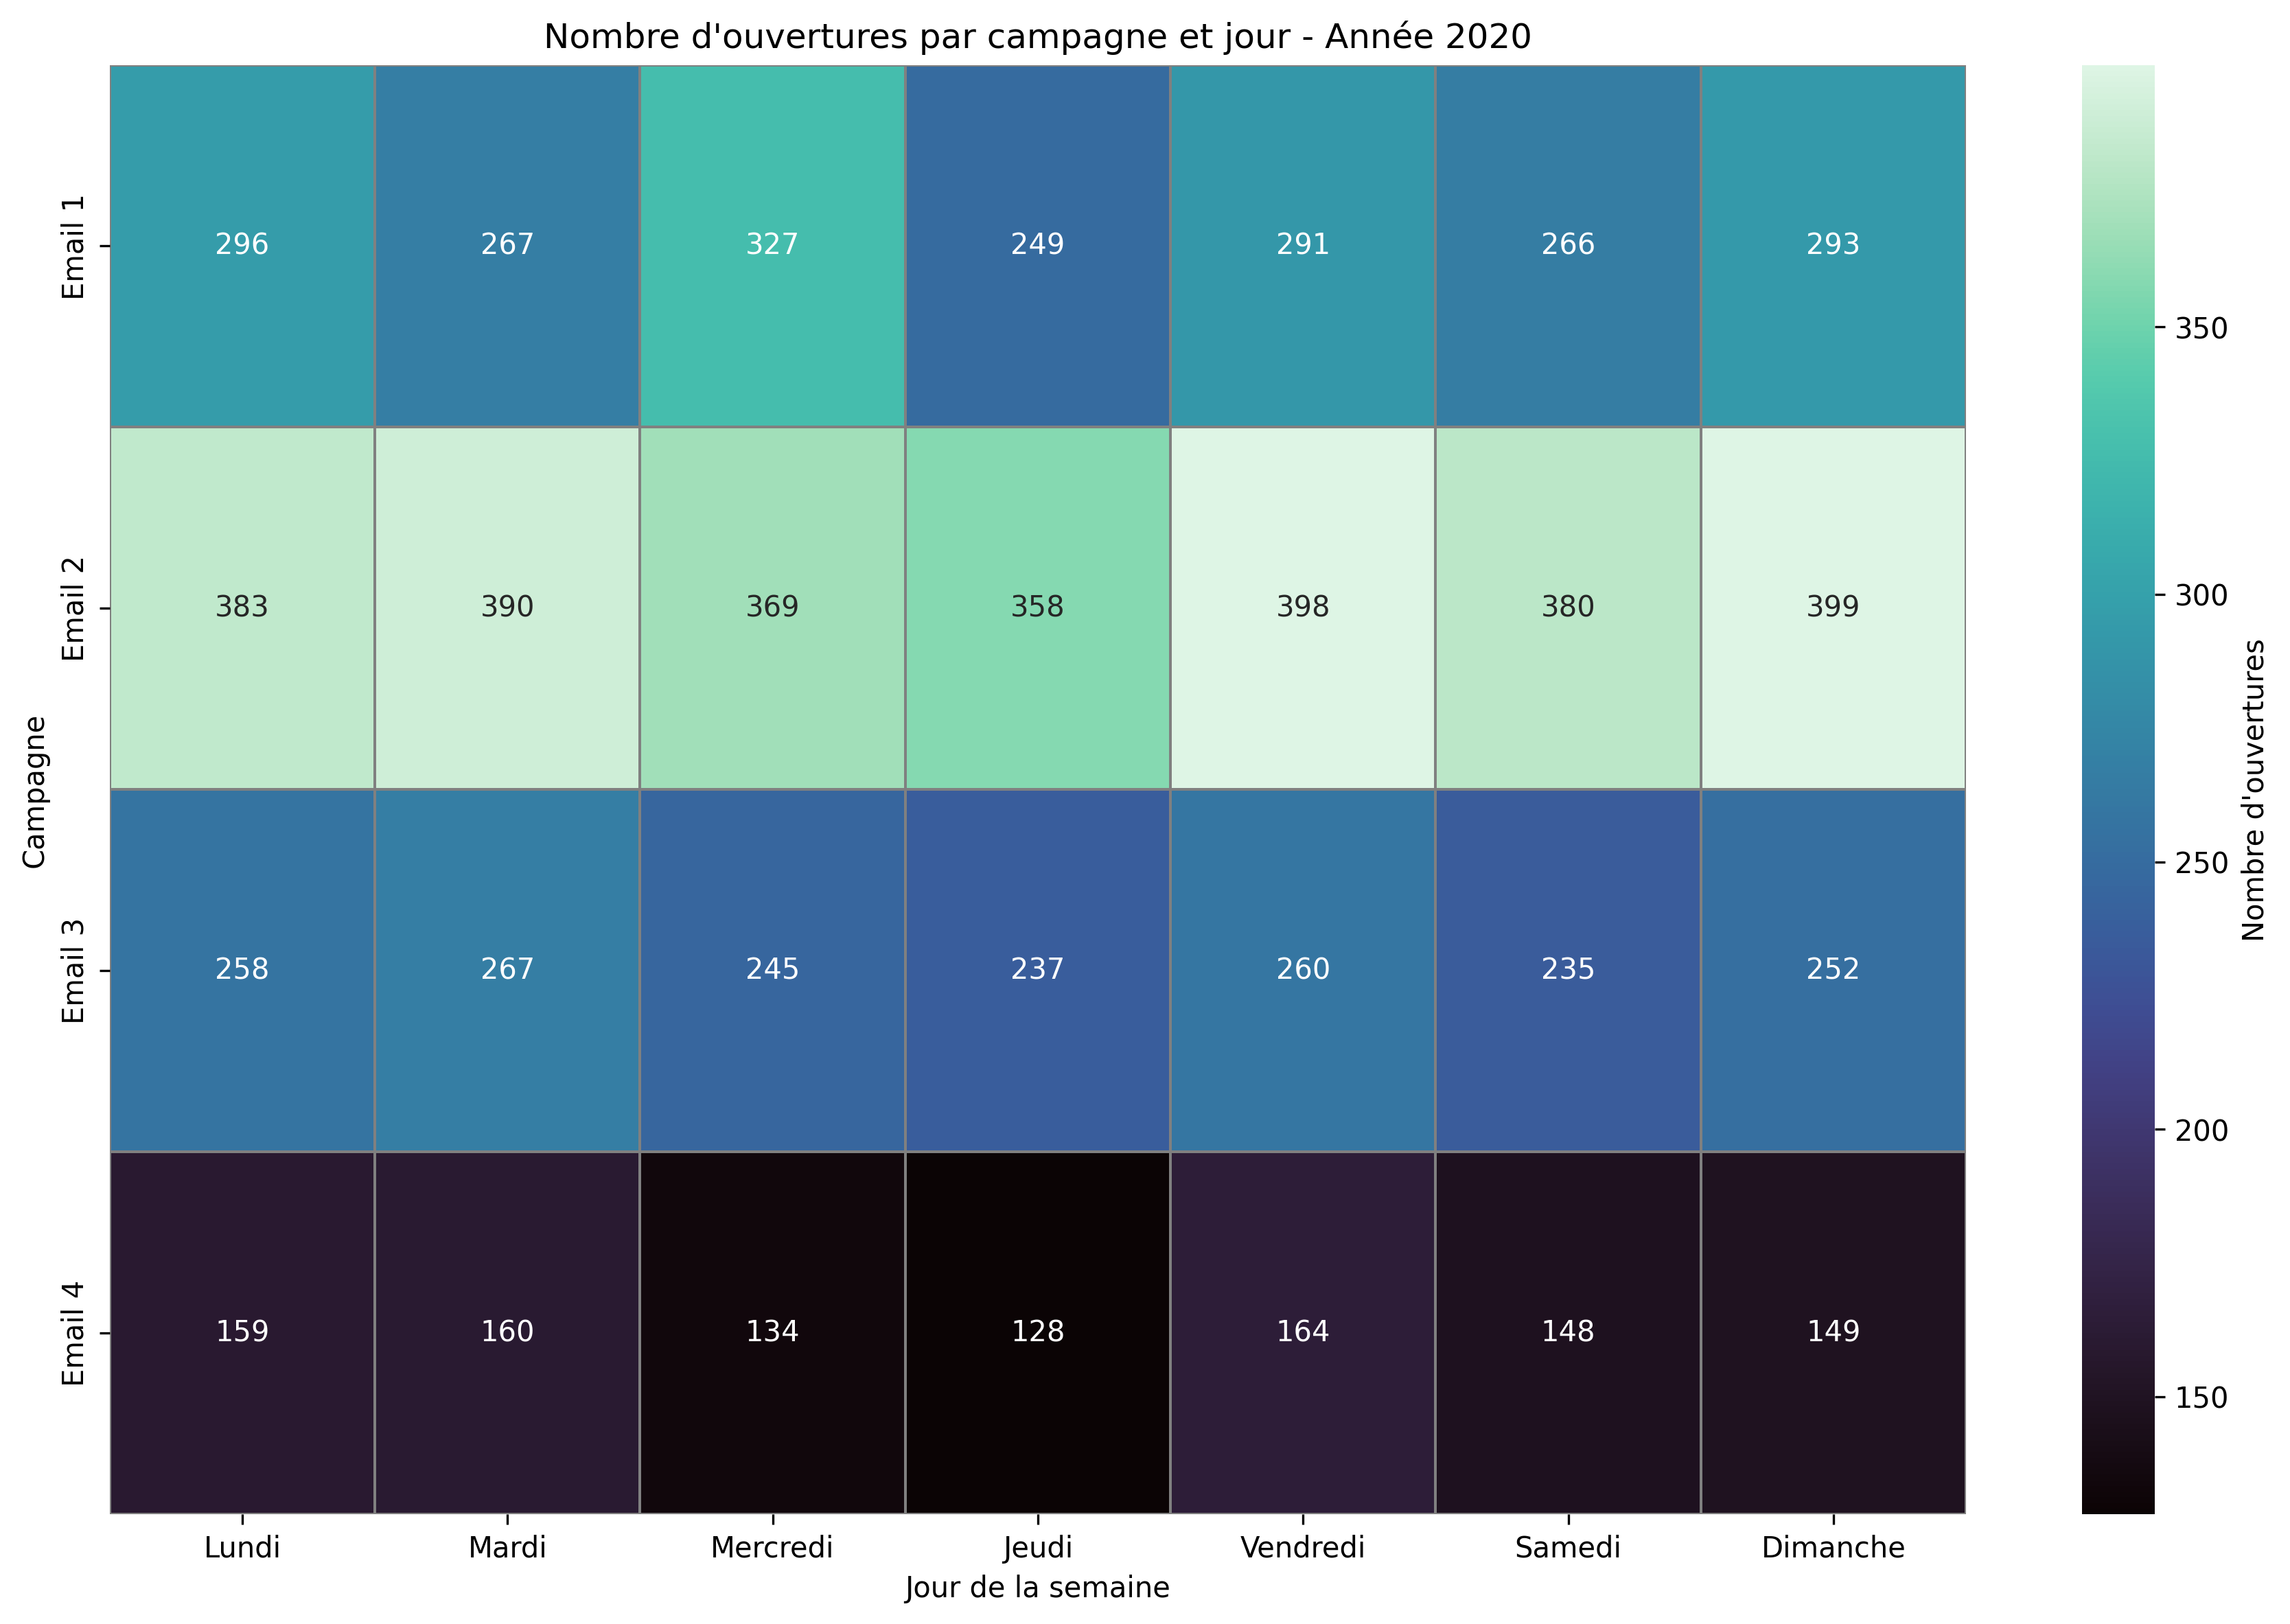 Nombre d'ouvertures par campagne et jour - Année 2020
Campagne
Email 1
296 267 327 249 291 266 293
Email 2
383 390 369 358 398 380 399
Email 3
258 267 245 237 260 235 252
Email 4
159 160 134 128 164 148 149
Lundi Mardi Mercredi Jeudi Vendredi Samedi Dimanche
Jour de la semaine
350
300
250
200
150
Nombre d'ouvertures